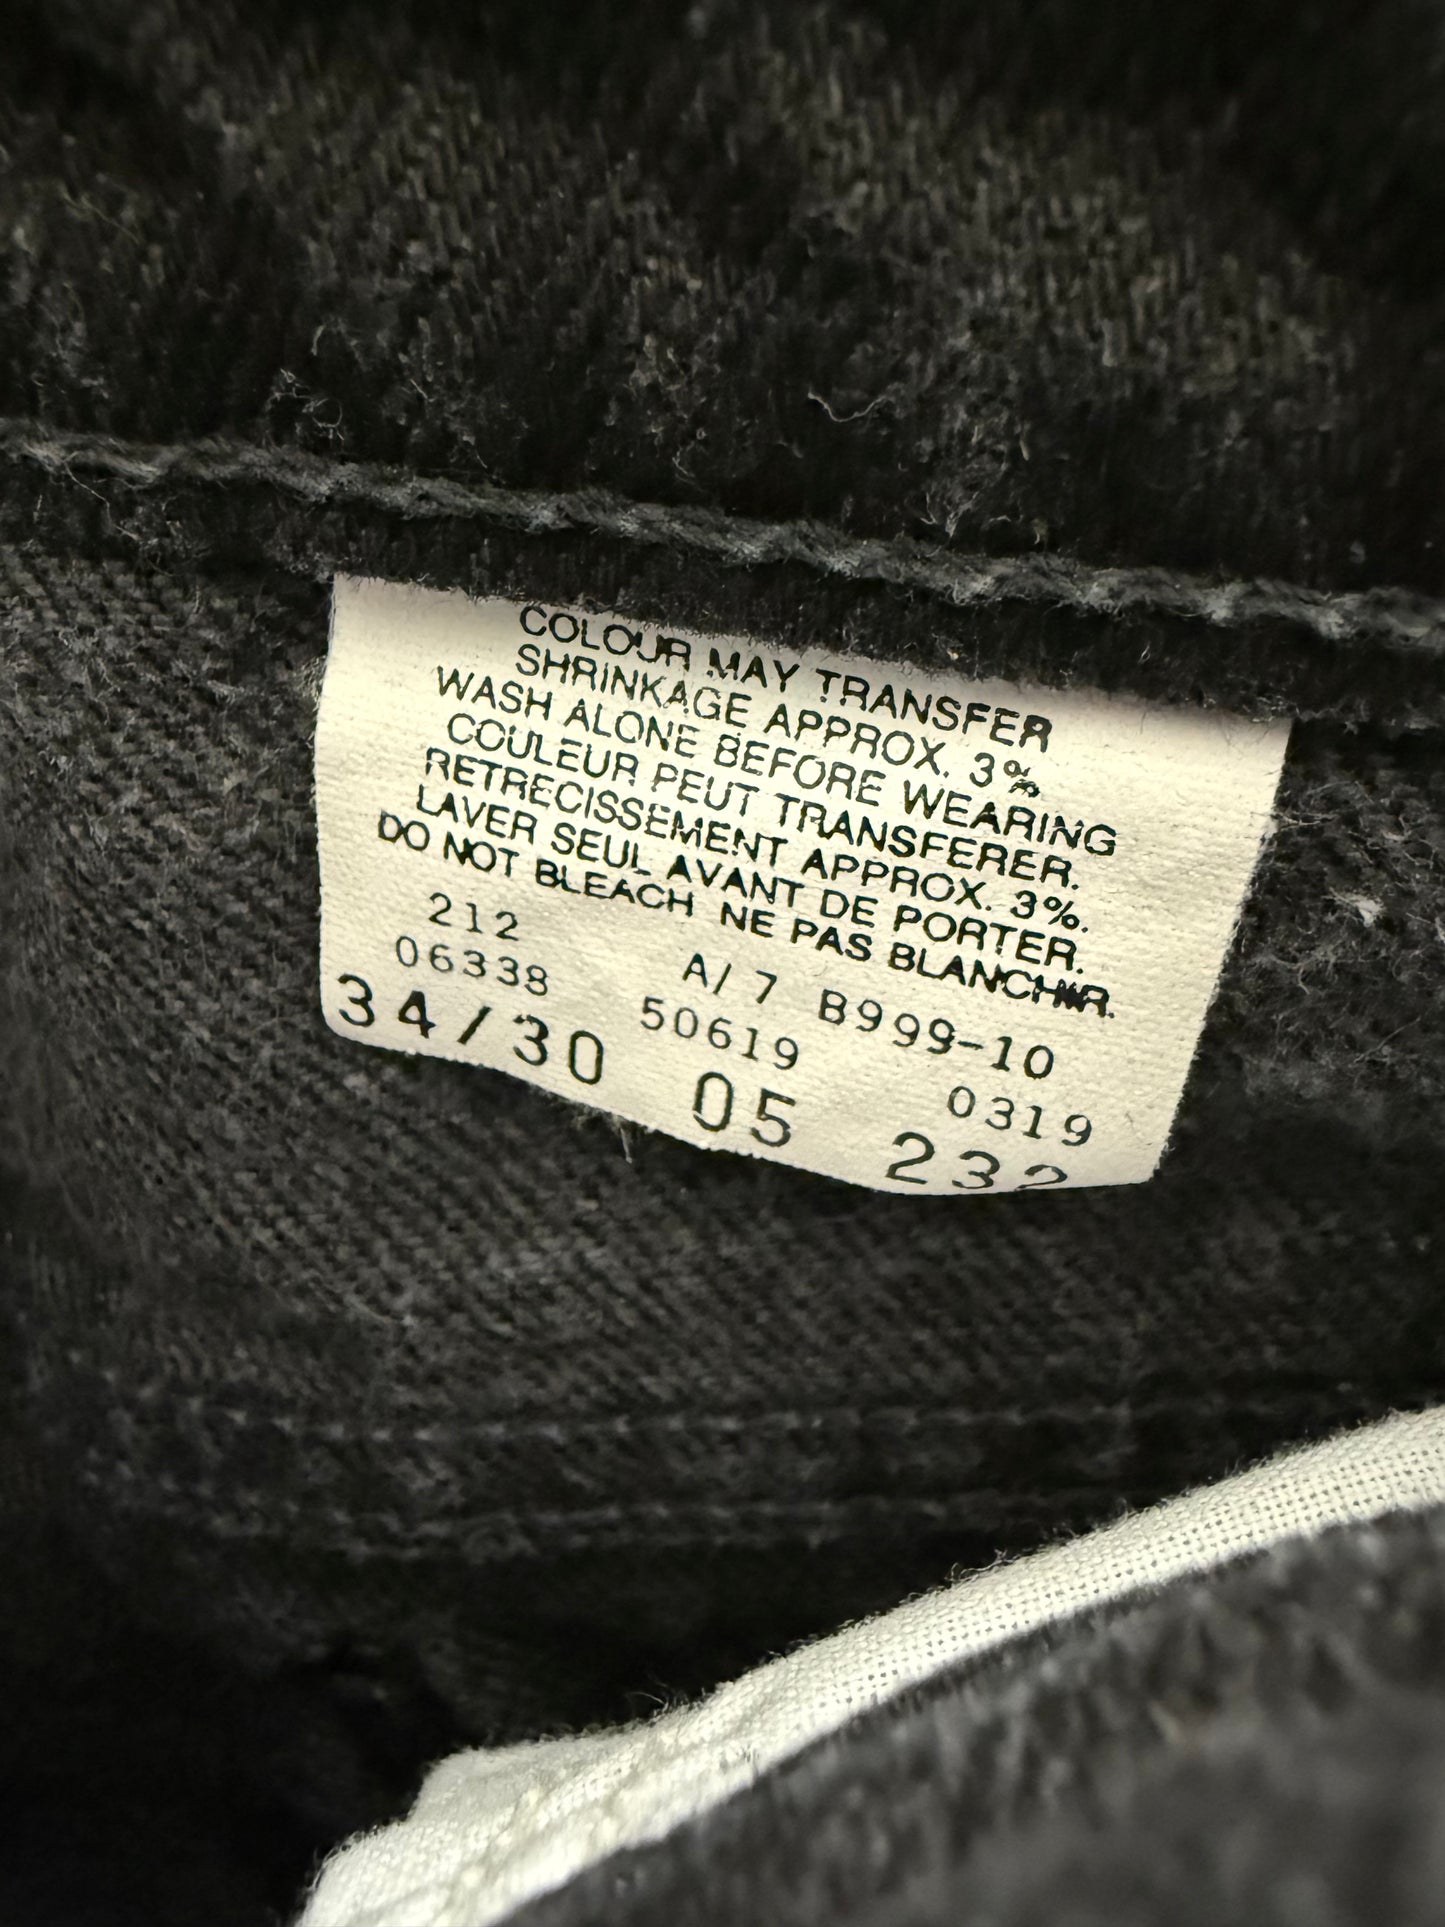 COLOUR MAY TRANSFER
SHRINKAGE APPROX. 3%
WASH ALONE BEFORE WEARING
COULEUR PEUT TRANSFERER.
RETRECISSEMENT APPROX. 3%.
LAVER SEUL AVANT DE PORTER.
DO NOT BLEACH NE PAS BLANCHIR.
212 A/ 7 B999-10
06338 50619 0319
34/30 05 232